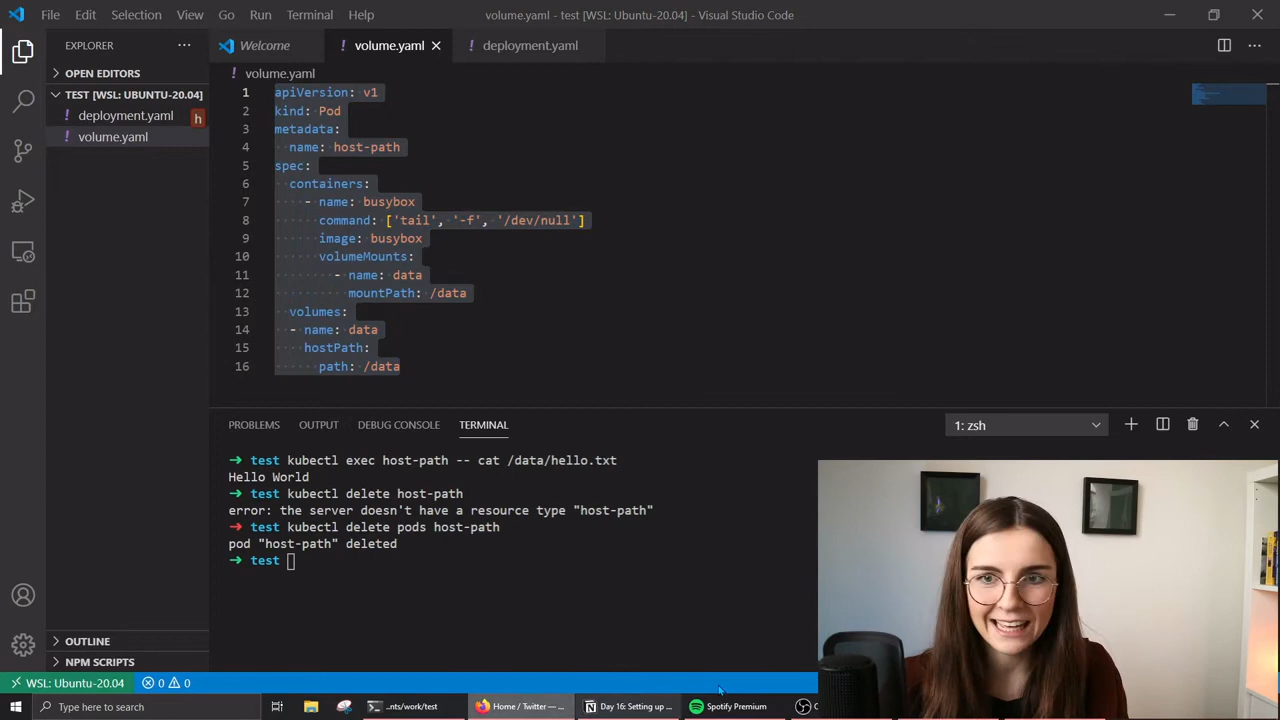 File Edit Selection View Go Run Terminal Help volume.yaml - test [WSL: Ubuntu-20.04] - Visual Studio Code
EXPLORER ···
Welcome
! volume.yaml
! deployment.yaml
OPEN EDITORS
TEST [WSL: UBUNTU-20.04]
! deployment.yaml
h
! volume.yaml
! volume.yaml
1 apiVersion: v1
2 kind: Pod
3 metadata:
4 name: host-path
5 spec:
6 containers:
7 - name: busybox
8 command: ['tail', '-f', '/dev/null']
9 image: busybox
10 volumeMounts:
11 - name: data
12 mountPath: /data
13 volumes:
14 - name: data
15 hostPath:
16 path: /data
PROBLEMS OUTPUT DEBUG CONSOLE TERMINAL 1: zsh
➜ test kubectl exec host-path -- cat /data/hello.txt
Hello World
➜ test kubectl delete host-path
error: the server doesn't have a resource type "host-path"
➜ test kubectl delete pods host-path
pod "host-path" deleted
➜ test
OUTLINE
NPM SCRIPTS
WSL: Ubuntu-20.04 0 0
Type here to search
..nts/work/test
Home / Twitter — ...
Day 16: Setting up ...
Spotify Premium